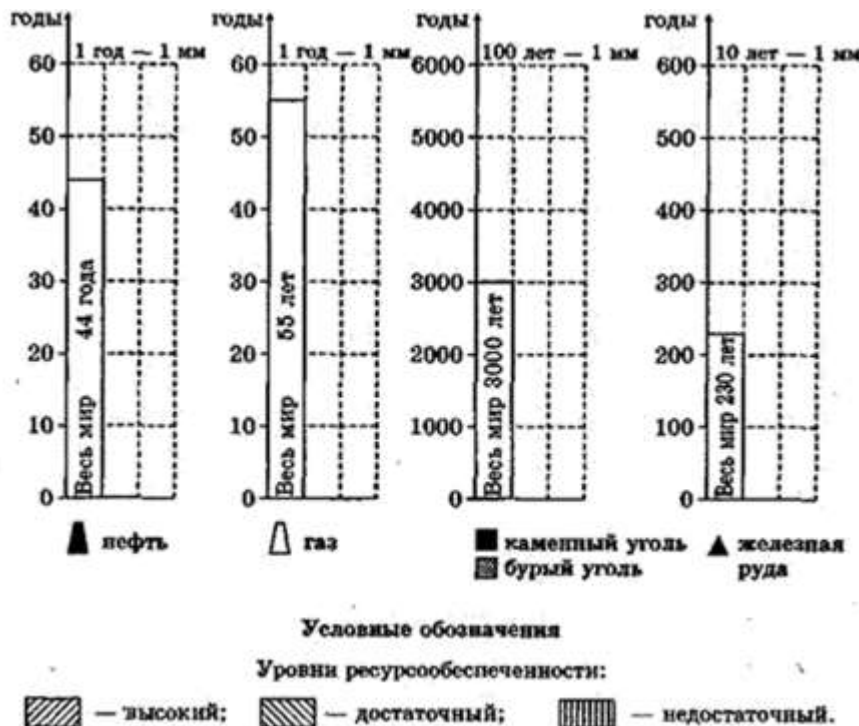 годы годы годы годы
1 год — 1 мм 1 год — 1 мм 100 лет — 1 мм 10 лет — 1 мм
60 60 6000 600
50 50 5000 500
40 40 4000 400
30 30 3000 300
20 20 2000 200
10 10 1000 100
0 0 0 0
Весь мир 44 года
Весь мир 55 лет
Весь мир 3000 лет
Весь мир 230 лет
нефть газ каменный уголь железная
бурый уголь руда
Условные обозначения
Уровни ресурсообеспеченности:
— высокий; — достаточный; — недостаточный.